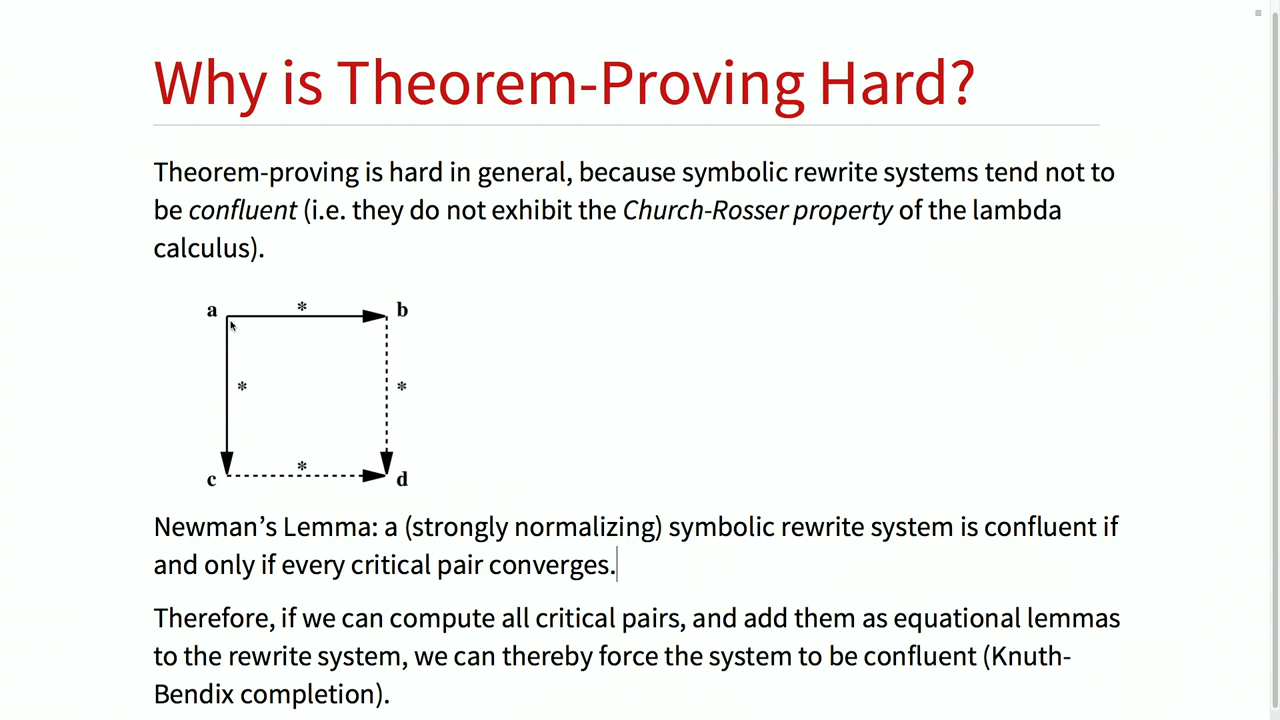 Why is Theorem-Proving Hard?
Theorem-proving is hard in general, because symbolic rewrite systems tend not to
be confluent (i.e. they do not exhibit the Church-Rosser property of the lambda
calculus).
a * b
* *
c * d
Newman’s Lemma: a (strongly normalizing) symbolic rewrite system is confluent if
and only if every critical pair converges.
Therefore, if we can compute all critical pairs, and add them as equational lemmas
to the rewrite system, we can thereby force the system to be confluent (Knuth-
Bendix completion).